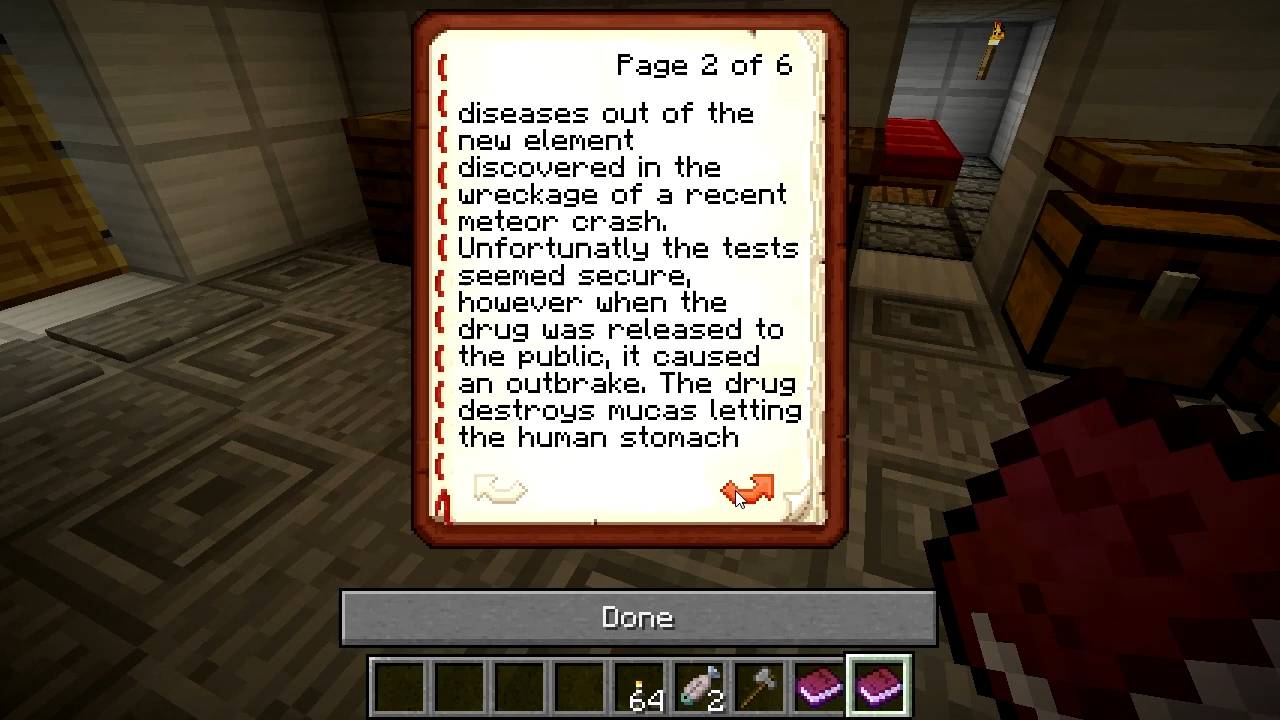 Page 2 of 6
diseases out of the
new element
discovered in the
wreckage of a recent
meteor crash.
Unfortunatly the tests
seemed secure,
however when the
drug was released to
the public, it caused
an outbrake. The drug
destroys mucas letting
the human stomach
Done
64
2